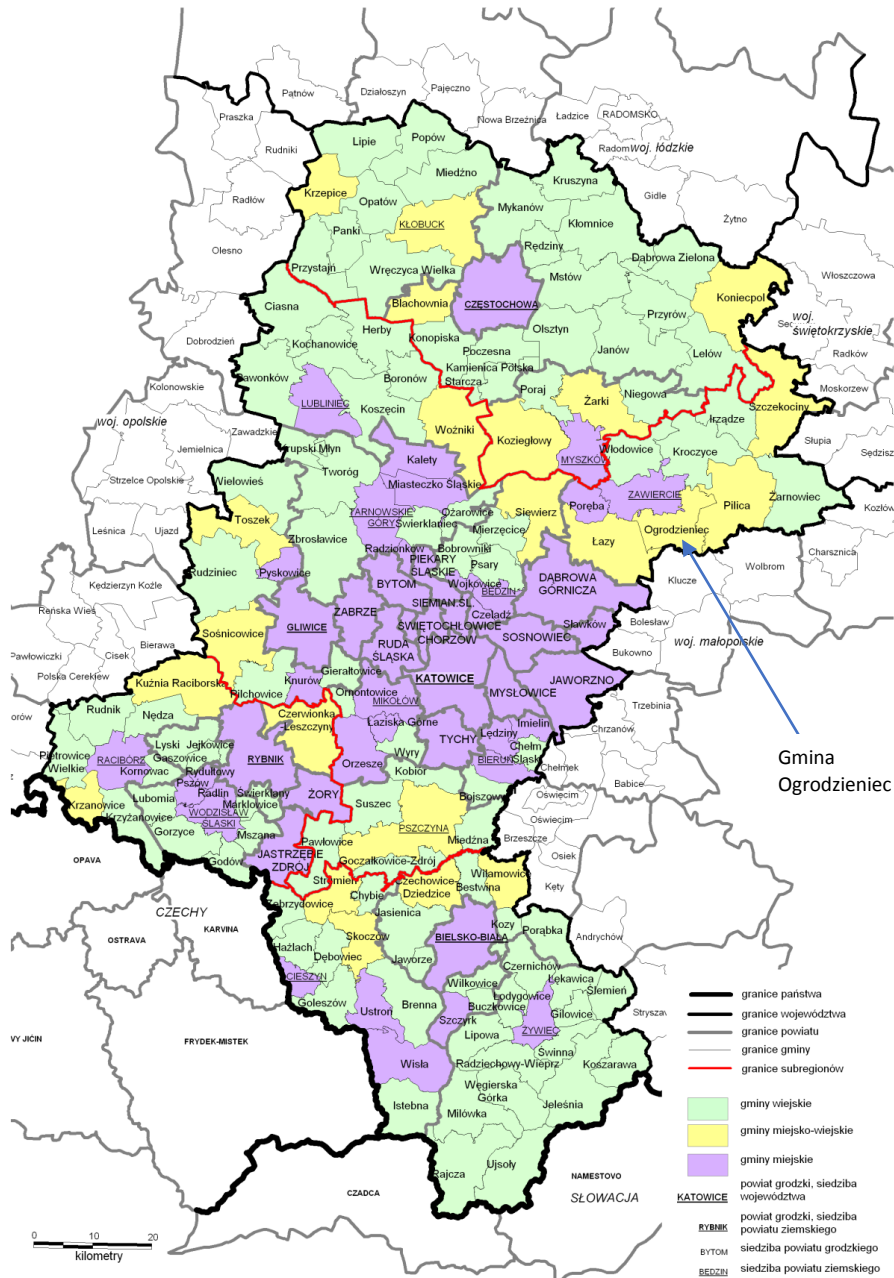 Pątnów
Działoszyn
Pajęczno
Praszka
Nowa Brzeźnica
Ładzice
RADOMSKO
Rudniki
Lipie
Popów
Radom
woj. łódzkie
Miedźno
Kruszyna
Krzepice
Gidle
Radłów
Opatów
Mykanów
Żytno
KŁOBUCK
Kłomnice
Panki
Olesno
Rędziny
Dąbrowa Zielona
Przystajń
Wręczyca Wielka
Mstów
Włoszczowa
Koniecpol
Ciasna
Blachownia
CZĘSTOCHOWA
Przyrów
woj.
świętokrzyskie
Herby
Olsztyn
Dobrodzień
Kochanowice
Konopiska
Janów
Lelów
Radków
Poczesna
Kamienica Polska
Pawonków
Boronów
Starcza
Poraj
Niegowa
Moskorzew
Kolonowskie
LUBLINIEC
Koszęcin
Żarki
Szczekociny
woj. opolskie
Woźniki
Irządze
Zawadzkie
Koziegłowy
Słupia
Krupski Młyn
Włodowice
Kroczyce
Jemielnica
Kalety
MYSZKÓW
Sędzisz
Tworóg
Strzelce Opolskie
Wielowieś
Miasteczko Śląskie
ZAWIERCIE
Żarnowiec
Ożarowice
Siewierz
Poręba
Pilica
Kozłów
Toszek
TARNOWSKIE
GÓRY
Świerklaniec
Leśnica
Ujazd
Zbrosławice
Mierzęcice
Ogrodzieniec
Radzionków
Bobrowniki
Łazy
Charsznica
PIEKARY
ŚLĄSKIE
Psary
Wolbrom
Rudziniec
Pyskowice
BYTOM
Wojkowice
DĄBROWA
GÓRNICZA
Klucze
Kędzierzyn Koźle
BĘDZIN
SIEMIAN.ŚL.
Czeladź
Reńska Wieś
ZABRZE
ŚWIĘTOCHŁOWICE
Sławków
Bolesław
Sośnicowice
GLIWICE
CHORZÓW
SOSNOWIEC
woj. małopolskie
Bierawa
RUDA
ŚLĄSKA
Bukowno
Pawłowiczki
Cisek
Gierałtowice
Polska Cerekiew
Knurów
KATOWICE
JAWORZNO
Kuźnia Raciborska
Pilchowice
Ornontowice
MYSŁOWICE
MIKOŁÓW
Rudnik
Trzebinia
Nędza
Czerwionka
-Leszczyny
Łaziska Górne
Imielin
Chrzanów
TYCHY
Lędziny
Lyski
Jejkowice
Chełm
Śląski
Pietrowice
Wielkie
RACIBÓRZ
Gaszowice
RYBNIK
Orzesze
Wyry
BIERUŃ
Chełmek
Gmina
Ogrodzieniec
Kornowac
Rydułtowy
Kobiór
Babice
Pszów
Radlin
Świerklany
ŻORY
Krzanowice
Lubomia
Marklowice
Suszec
Bojszowy
Oświęcim
Krzyżanowice
WODZISŁAW
ŚLĄSKI
Oświęcim
PSZCZYNA
Gorzyce
Mszana
Pawłowice
Miedźna
Brzeszcze
OPAVA
JASTRZĘBIE
ZDRÓJ
Goczałkowice-Zdrój
Osiek
Godów
Wilamowice
Kęty
Strumień
Czechowice
Dziedzice
Bestwina
CZECHY
Zebrzydowice
Chybie
KARVINA
Jasienica
Kozy
OSTRAVA
Skoczów
BIELSKO-BIAŁA
Porąbka
Andrychów
Hażlach
Dębowiec
Jaworze
CIESZYN
Czernichów
Wilkowice
Łękawica
Goleszów
Brenna
Łodygowice
Ślemień
Ustroń
Buczkowice
Gilowice
Szczyrk
ŻYWIEC
VY JIĆIN
FRYDEK-MISTEK
Lipowa
Świnna
Wisła
Radziechowy-Wieprz
Koszarawa
Węgierska
Górka
Istebna
Jeleśnia
Milówka
Ujsoły
Rajcza
NAMESTOVO
SŁOWACJA
CZADCA
granice państwa
granice województwa
granice powiatu
granice gminy
granice subregionów
gminy wiejskie
gminy miejsko-wiejskie
gminy miejskie
KATOWICE powiat grodzki, siedziba
województwa
RYBNIK powiat grodzki, siedziba
powiatu ziemskiego
BYTOM siedziba powiatu grodzkiego
BĘDZIN siedziba powiatu ziemskiego
0 10 20
kilometry